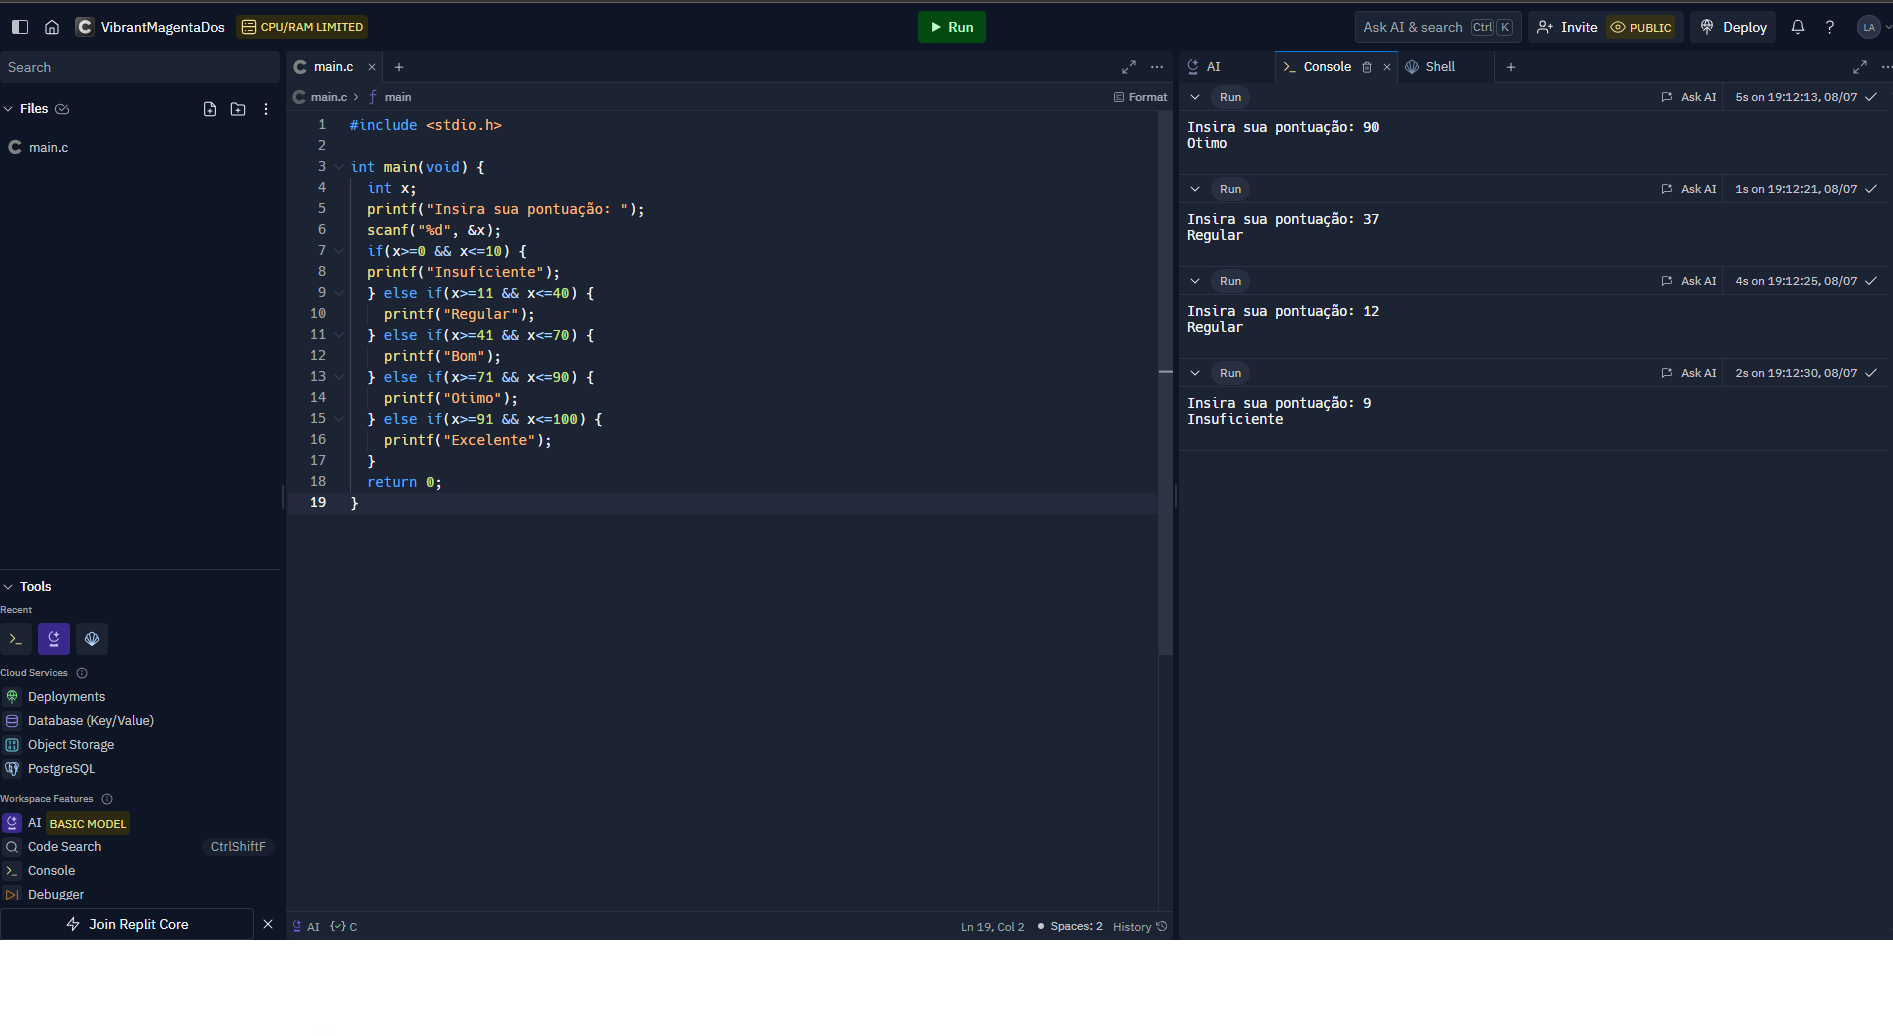 VibrantMagentaDos CPU/RAM LIMITED Run Ask AI & search Ctrl K Invite PUBLIC Deploy ? LA
Search
Files
main.c
Tools
Recent
Cloud Services
Deployments
Database (Key/Value)
Object Storage
PostgreSQL
Workspace Features
AI BASIC MODEL
Code Search CtrlShiftF
Console
Debugger
Join Replit Core
main.c
main.c > main Format
1 #include <stdio.h>
2
3 int main(void) {
4 int x;
5 printf("Insira sua pontuação: ");
6 scanf("%d", &x);
7 if(x>=0 && x<=10) {
8 printf("Insuficiente");
9 } else if(x>=11 && x<=40) {
10 printf("Regular");
11 } else if(x>=41 && x<=70) {
12 printf("Bom");
13 } else if(x>=71 && x<=90) {
14 printf("Otimo");
15 } else if(x>=91 && x<=100) {
16 printf("Excelente");
17 }
18 return 0;
19 }
AI C Ln 19, Col 2 Spaces: 2 History
AI Console Shell
Run Ask AI 5s on 19:12:13, 08/07
Insira sua pontuação: 90
Otimo
Run Ask AI 1s on 19:12:21, 08/07
Insira sua pontuação: 37
Regular
Run Ask AI 4s on 19:12:25, 08/07
Insira sua pontuação: 12
Regular
Run Ask AI 2s on 19:12:30, 08/07
Insira sua pontuação: 9
Insuficiente